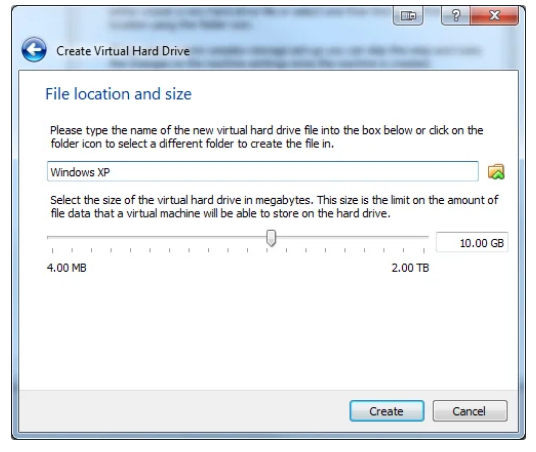 Create Virtual Hard Drive
File location and size
Please type the name of the new virtual hard drive file into the box below or click on the
folder icon to select a different folder to create the file in.
Windows XP
Select the size of the virtual hard drive in megabytes. This size is the limit on the amount of
file data that a virtual machine will be able to store on the hard drive.
10.00 GB
4.00 MB 2.00 TB
Create Cancel